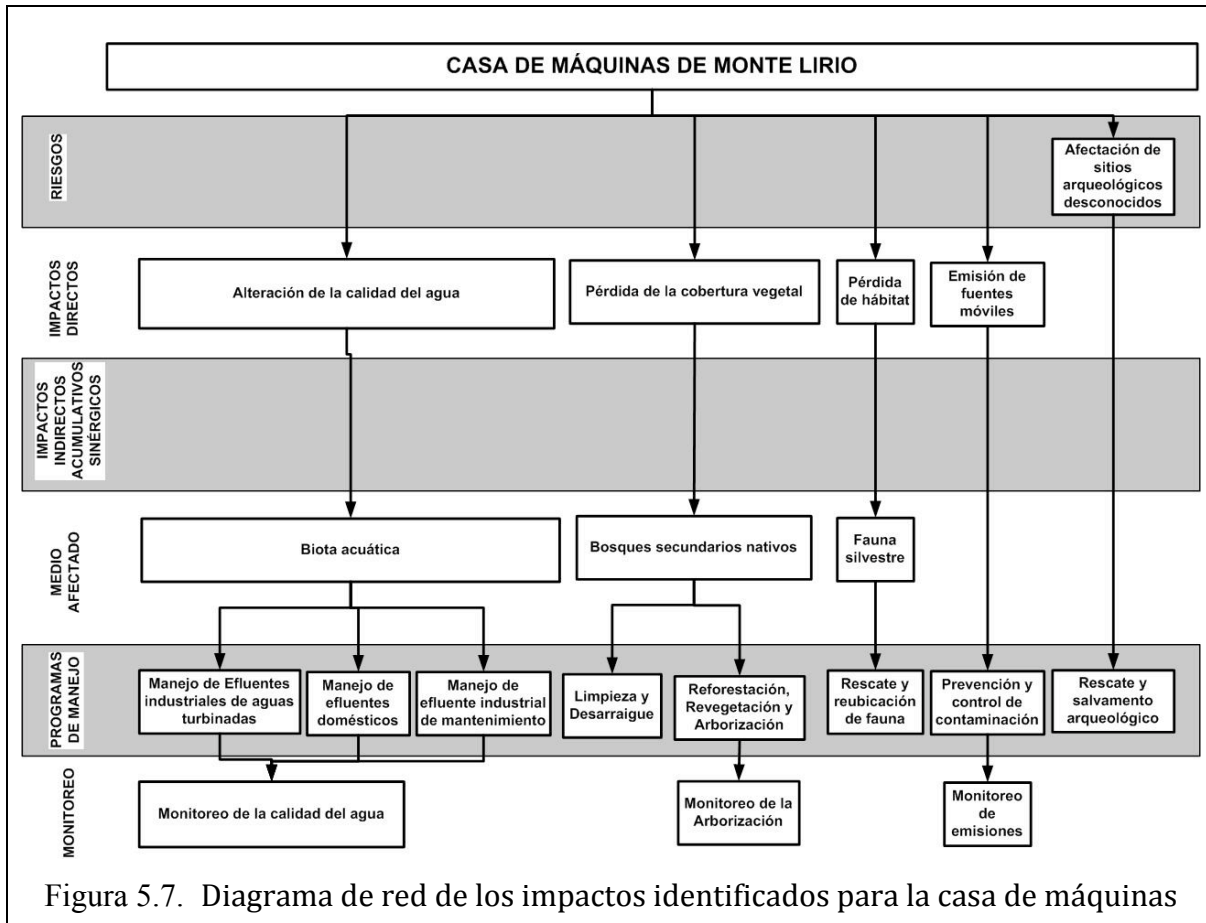 CASA DE MÁQUINAS DE MONTE LIRIO
RIESGOS
Afectación de
sitios
arqueológicos
desconocidos
IMPACTOS
DIRECTOS
Alteración de la calidad del agua
Pérdida de la cobertura vegetal
Pérdida
de hábitat
Emisión de
fuentes
móviles
IMPACTOS
INDIRECTOS
ACUMULATIVOS
SINÉRGICOS
MEDIO
AFECTADO
Biota acuática
Bosques secundarios nativos
Fauna
silvestre
PROGRAMAS
DE MANEJO
Manejo de Efluentes
industriales de aguas
turbinadas
Manejo de
efluentes
domésticos
Manejo de
efluente industrial
de mantenimiento
Limpieza y
Desarraigue
Reforestación,
Revegetación y
Arborización
Rescate y
reubicación
de fauna
Prevención y
control de
contaminación
Rescate y
salvamento
arqueológico
MONITOREO
Monitoreo de la calidad del agua
Monitoreo de la
Arborización
Monitoreo
de
emisiones
Figura 5.7. Diagrama de red de los impactos identificados para la casa de máquinas